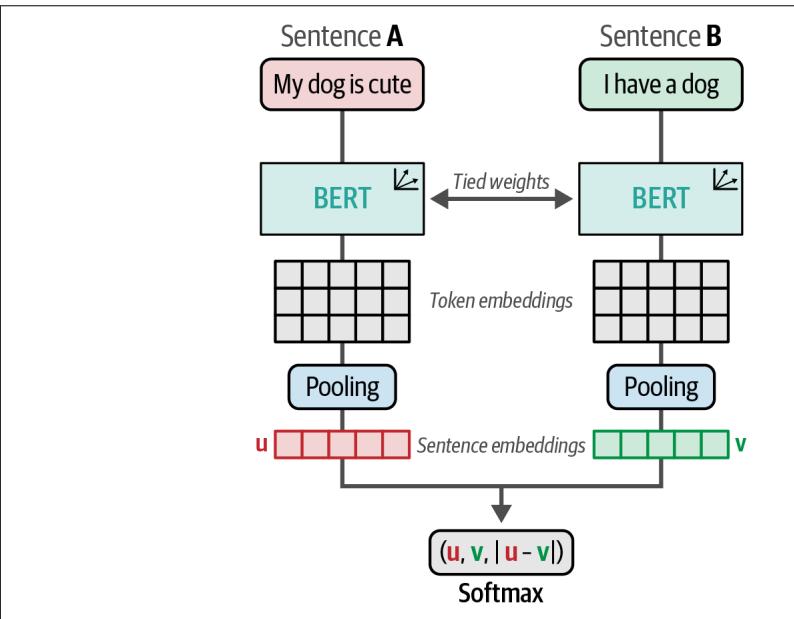 Sentence A
Sentence B
My dog is cute
I have a dog
BERT
Tied weights
BERT
Token embeddings
Pooling
Pooling
u
Sentence embeddings
v
(u, v, | u – v|)
Softmax